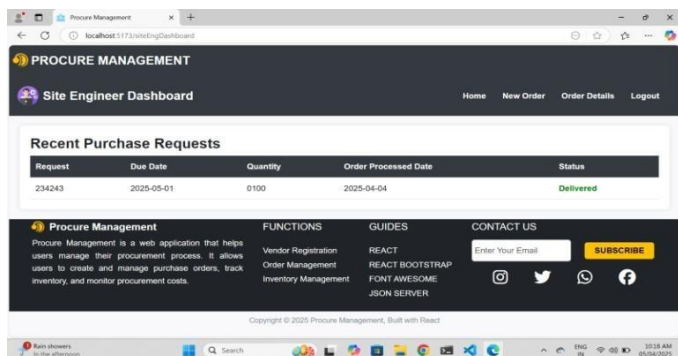 Procure Management
localhost:5173/siteEngDashboard
PROCURE MANAGEMENT
Site Engineer Dashboard
Home New Order Order Details Logout
Recent Purchase Requests
Request Due Date Quantity Order Processed Date Status
234243 2025-05-01 0100 2025-04-04 Delivered
Procure Management
Procure Management is a web application that helps
users manage their procurement process. It allows
users to create and manage purchase orders, track
inventory, and monitor procurement costs.
FUNCTIONS
Vendor Registration
Order Management
Inventory Management
GUIDES
REACT
REACT BOOTSTRAP
FONT AWESOME
JSON SERVER
CONTACT US
Enter Your Email SUBSCRIBE
Copyright © 2025 Procure Management, Built with React
Rain showers
In the afternoon
Search
ENG
IN
10:18 AM
05/04/2025